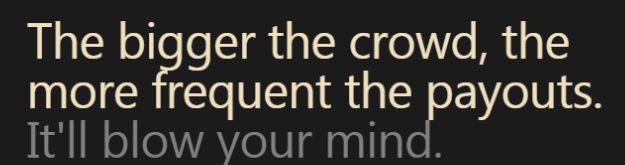 The bigger the crowd, the
more frequent the payouts.
It'll blow your mind.